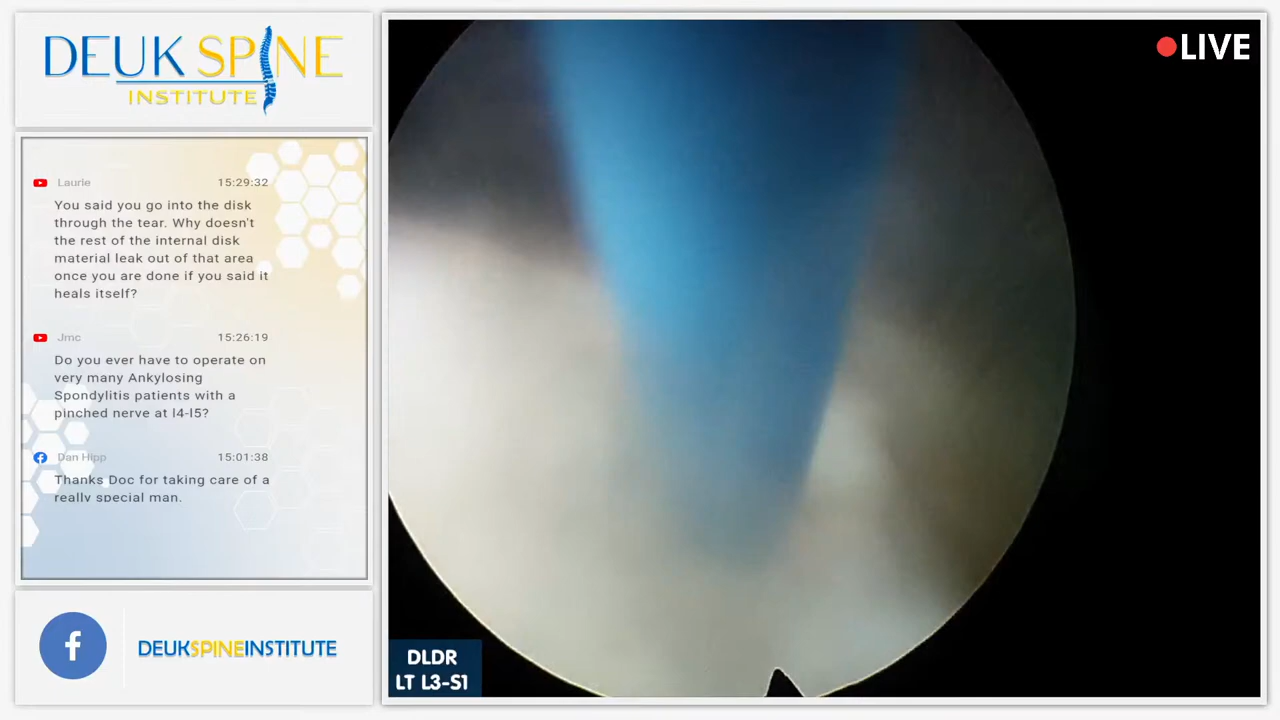 DEUK SPINE
INSTITUTE
Laurie 15:29:32
You said you go into the disk
through the tear. Why doesn't
the rest of the internal disk
material leak out of that area
once you are done if you said it
heals itself?
Jmc 15:26:19
Do you ever have to operate on
very many Ankylosing
Spondylitis patients with a
pinched nerve at l4-l5?
Dan Hipp 15:01:38
Thanks Doc for taking care of a
really special man.
f
DEUKSPINEINSTITUTE
LIVE
DLDR
LT L3-S1